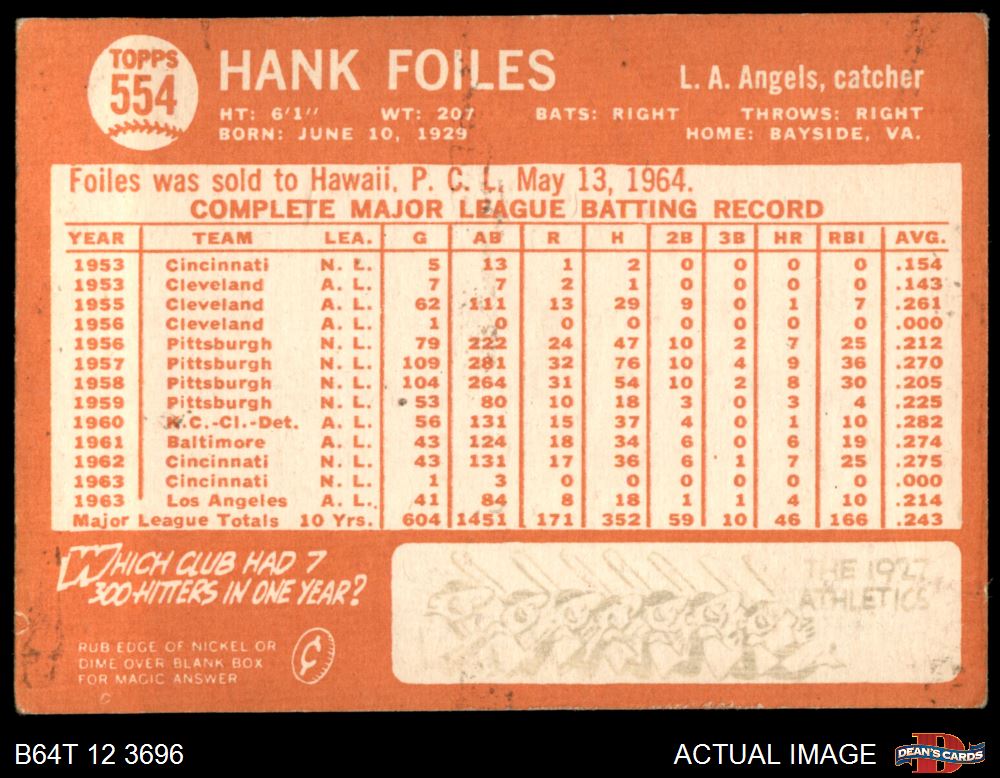 TOPPS
554
HANK FOILES
L. A. Angels, catcher
HT: 6'1" WT: 207 BATS: RIGHT THROWS: RIGHT
BORN: JUNE 10, 1929 HOME: BAYSIDE, VA.
Foiles was sold to Hawaii, P. C. L. May 13, 1964.
COMPLETE MAJOR LEAGUE BATTING RECORD
YEAR TEAM LEA. G AB R H 2B 3B HR RBI AVG.
1953 Cincinnati N. L. 5 13 1 2 0 0 0 0 .154
1953 Cleveland A. L. 7 7 2 1 0 0 0 0 .143
1955 Cleveland A. L. 62 111 13 29 9 0 1 7 .261
1956 Cleveland A. L. 1 0 0 0 0 0 0 0 .000
1956 Pittsburgh N. L. 79 222 24 47 10 2 7 25 .212
1957 Pittsburgh N. L. 109 281 32 76 10 4 9 36 .270
1958 Pittsburgh N. L. 104 264 31 54 10 2 8 30 .205
1959 Pittsburgh N. L. 53 80 10 18 3 0 3 4 .225
1960 K.C.-Cl.-Det. A. L. 56 131 15 37 4 0 1 10 .282
1961 Baltimore A. L. 43 124 18 34 6 0 6 19 .274
1962 Cincinnati N. L. 43 131 17 36 6 1 7 25 .275
1963 Cincinnati N. L. 1 3 0 0 0 0 0 0 .000
1963 Los Angeles A. L. 41 84 8 18 1 1 4 10 .214
Major League Totals 10 Yrs. 604 1451 171 352 59 10 46 166 .243
WHICH CLUB HAD 7
300-HITTERS IN ONE YEAR?
RUB EDGE OF NICKEL OR
DIME OVER BLANK BOX
FOR MAGIC ANSWER
¢
THE 1927
ATHLETICS
B64T 12 3696
ACTUAL IMAGE
DEAN'S CARDS